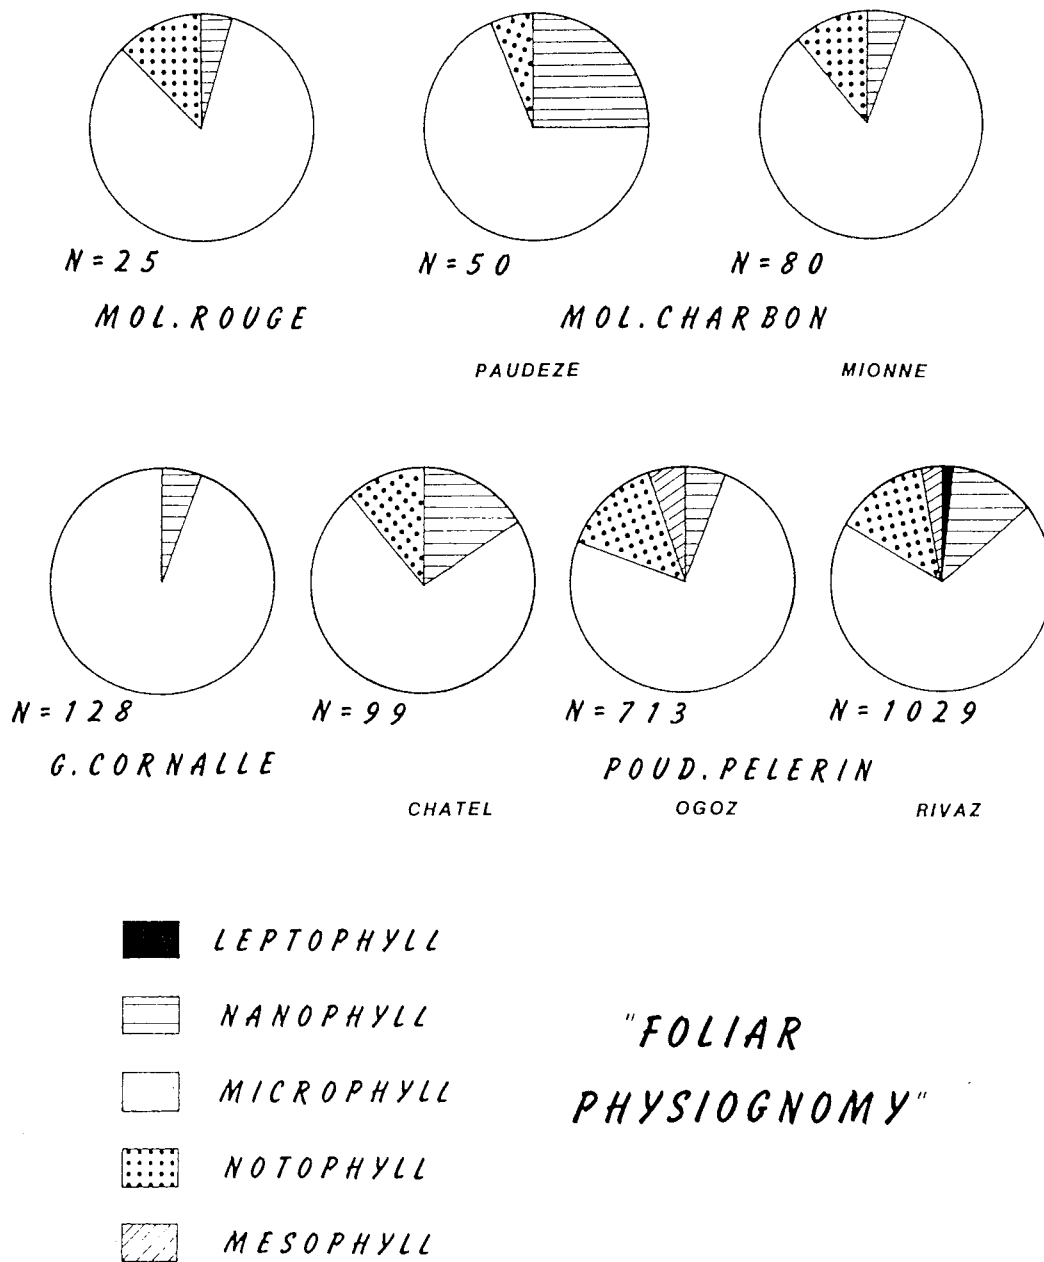 N = 25
N = 50
N = 80
MOL. ROUGE
MOL. CHARBON
PAUDEZE
MIONNE
N = 128
N = 99
N = 713
N = 1029
G. CORNALLE
POUD. PELERIN
CHATEL
OGOZ
RIVAZ
LEPTOPHYLL
NANOPHYLL
MICROPHYLL
NOTOPHYLL
MESOPHYLL
"FOLIAR
PHYSIOGNOMY"